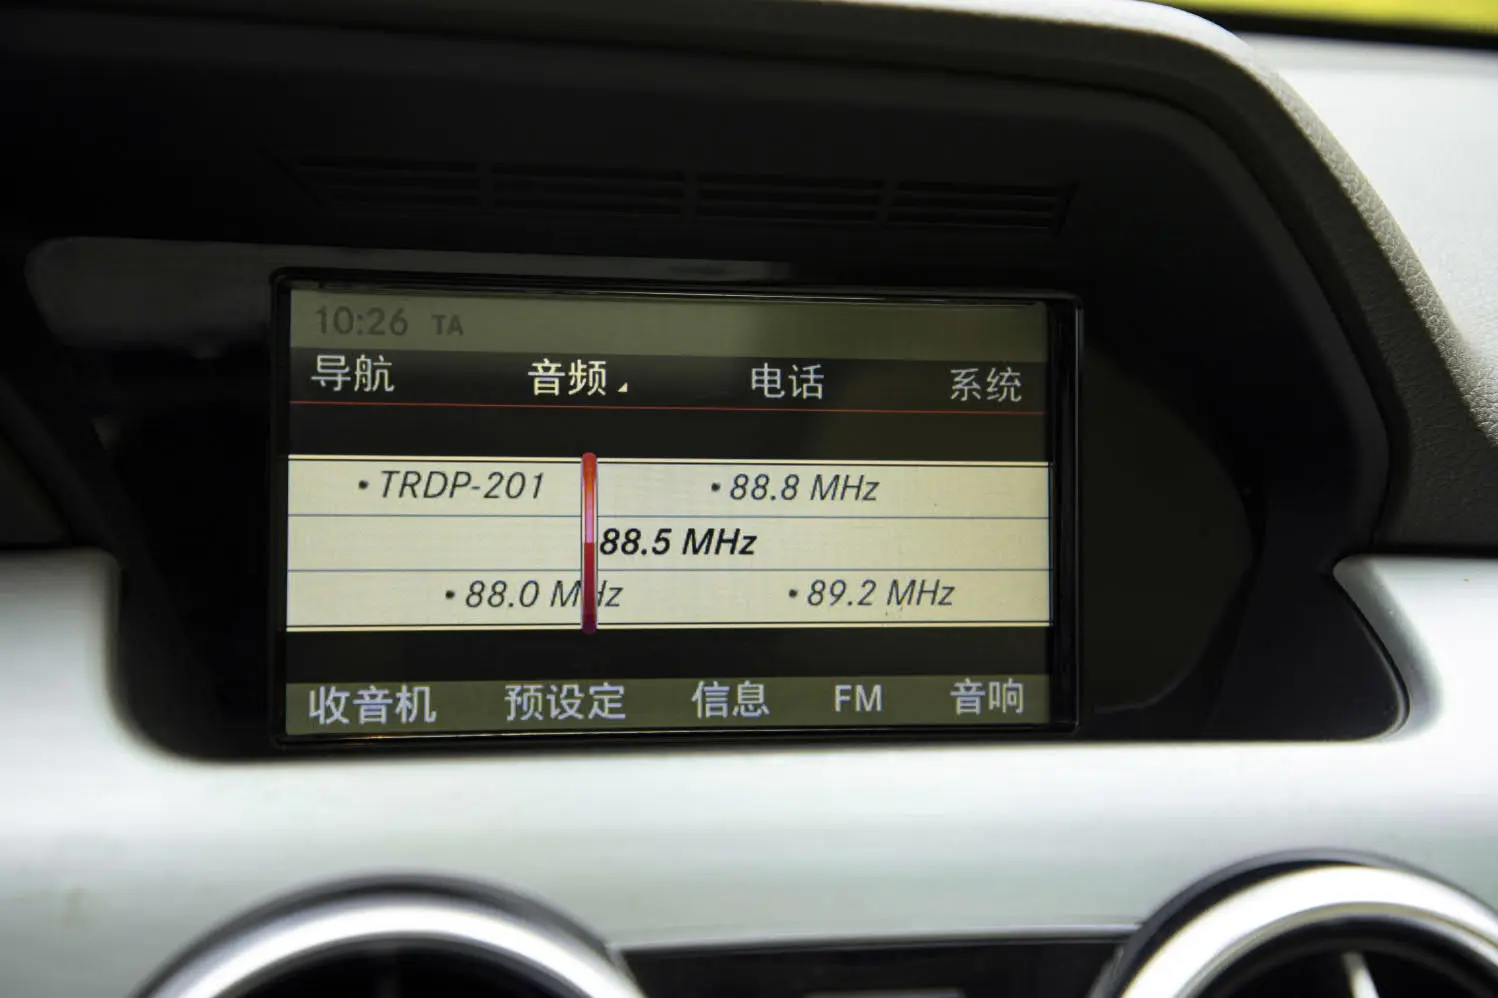 10:26 TA
导航 音频 电话 系统
• TRDP-201 • 88.8 MHz
88.5 MHz
• 88.0 MHz • 89.2 MHz
收音机 预设定 信息 FM 音响